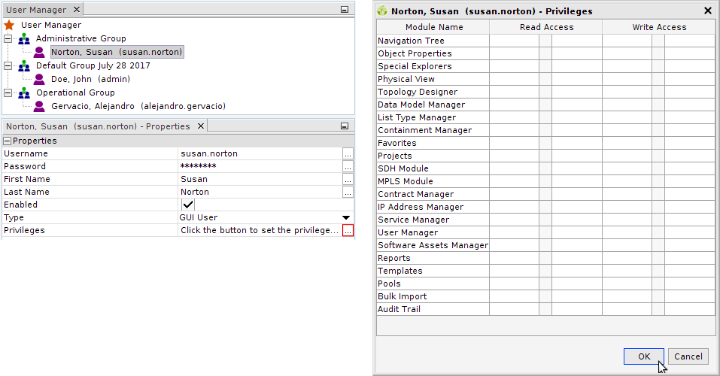 User Manager
User Manager
Administrative Group
Norton, Susan (susan.norton)
Default Group July 28 2017
Doe, John (admin)
Operational Group
Gervacio, Alejandro (alejandro.gervacio)
Norton, Susan (susan.norton) - Properties
Properties
Username susan.norton ...
Password ******** ...
First Name Susan ...
Last Name Norton ...
Enabled
Type GUI User
Privileges Click the button to set the privilege... ...
Norton, Susan (susan.norton) - Privileges
Module Name Read Access Write Access
Navigation Tree
Object Properties
Special Explorers
Physical View
Topology Designer
Data Model Manager
List Type Manager
Containment Manager
Favorites
Projects
SDH Module
MPLS Module
Contract Manager
IP Address Manager
Service Manager
User Manager
Software Assets Manager
Reports
Templates
Pools
Bulk Import
Audit Trail
OK Cancel